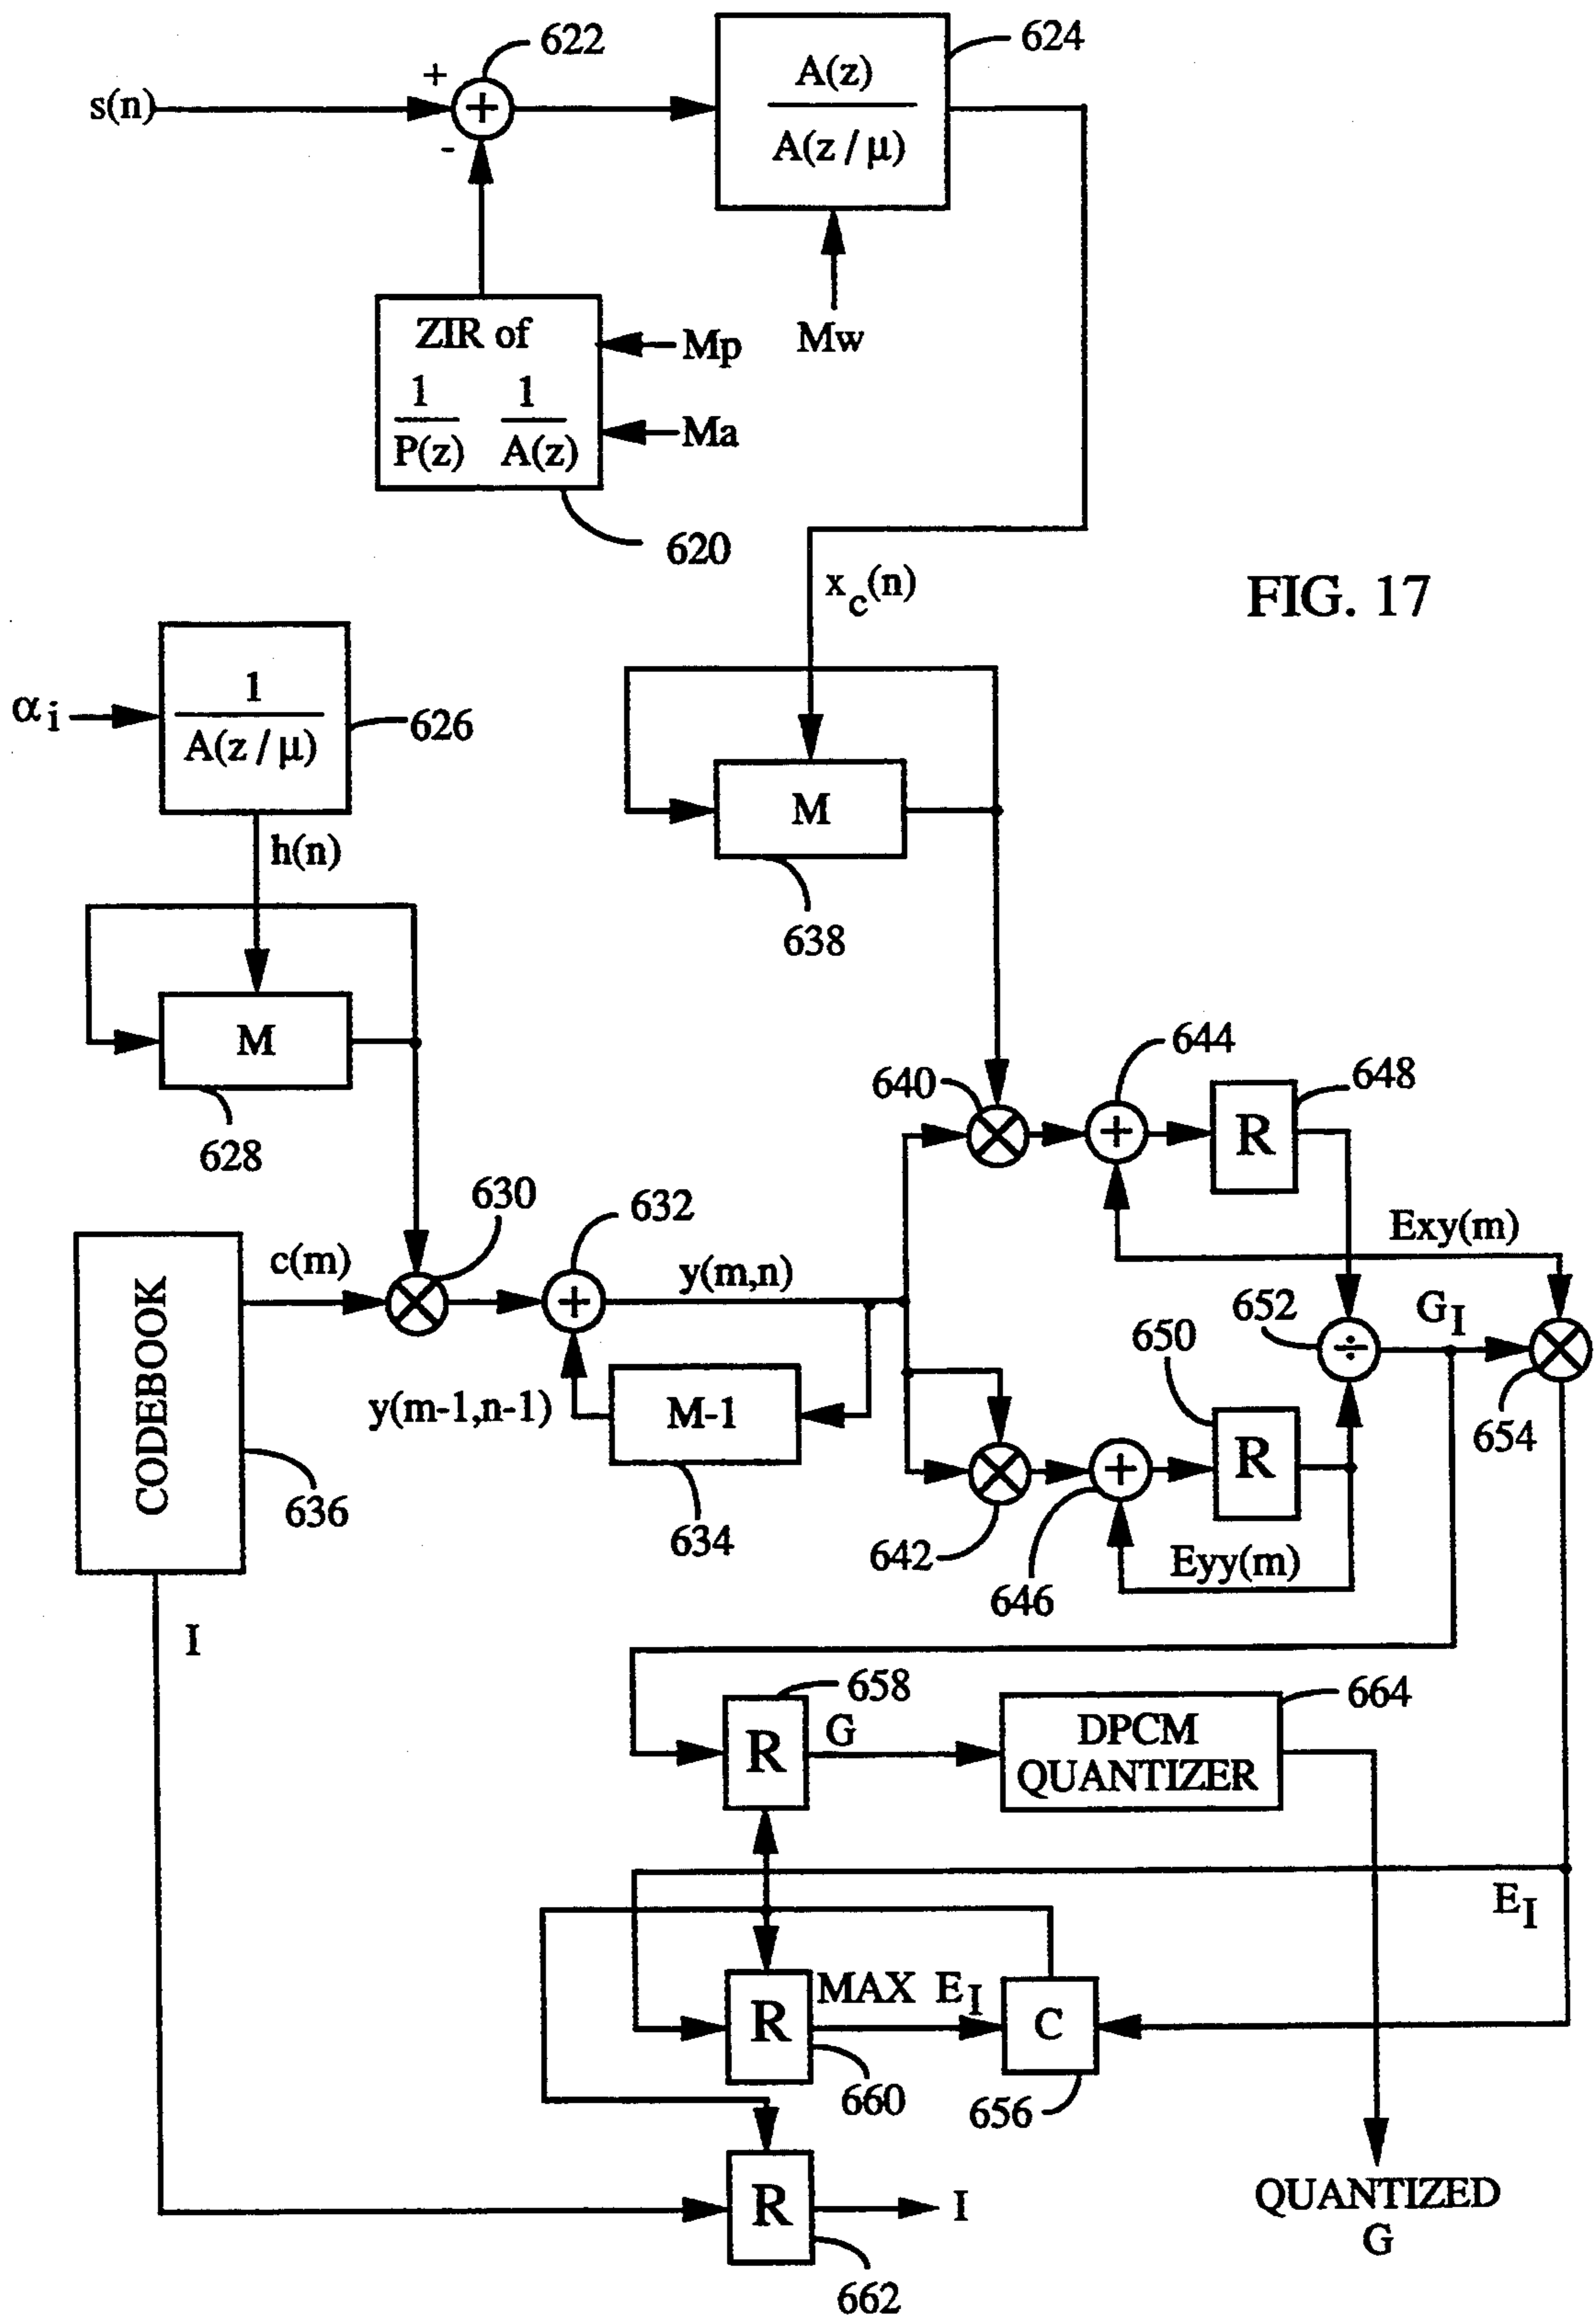 622
624
+
s(n)
+
-
A(z)
A(z / μ)
ZIR of
1
P(z)
1
A(z)
Mp
Ma
Mw
620
x_c(n)
FIG. 17
α_i
1
A(z / μ)
626
h(n)
M
638
M
628
644
640
648
+
R
630
632
Exy(m)
c(m)
y(m,n)
+
652
G_I
650
÷
CODEBOOK
y(m-1,n-1)
M-1
654
R
+
636
634
642
Eyy(m)
646
I
658
664
G
R
DPCM
QUANTIZER
E_I
MAX E_I
R
C
660
656
R
I
QUANTIZED
G
662